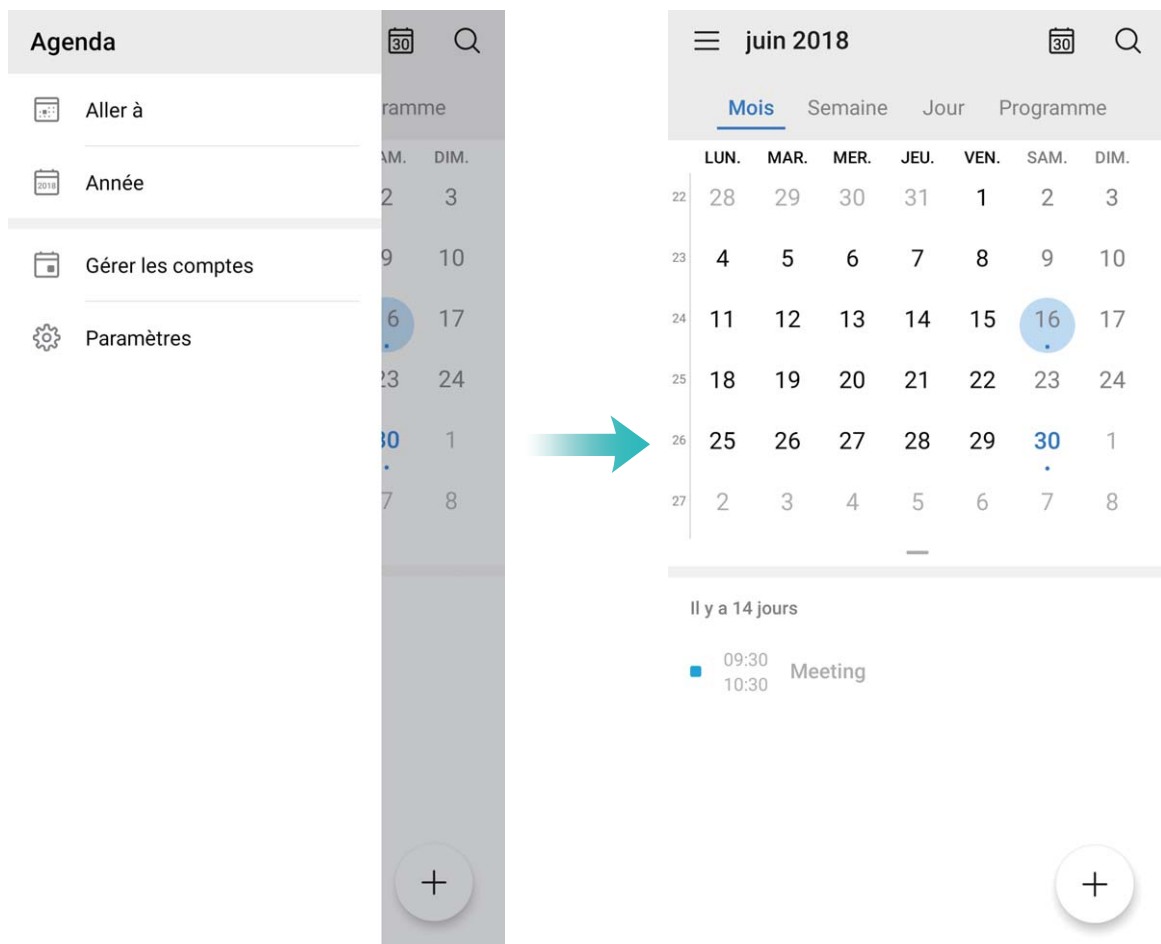 Agenda 30
Aller à
Année
2018
Gérer les comptes
Paramètres
ramme
AM. DIM.
2 3
9 10
6 17
23 24
30 1
7 8
juin 2018 30
Mois Semaine Jour Programme
LUN. MAR. MER. JEU. VEN. SAM. DIM.
22 28 29 30 31 1 2 3
23 4 5 6 7 8 9 10
24 11 12 13 14 15 16 17
25 18 19 20 21 22 23 24
26 25 26 27 28 29 30 1
27 2 3 4 5 6 7 8
Il y a 14 jours
09:30
10:30 Meeting